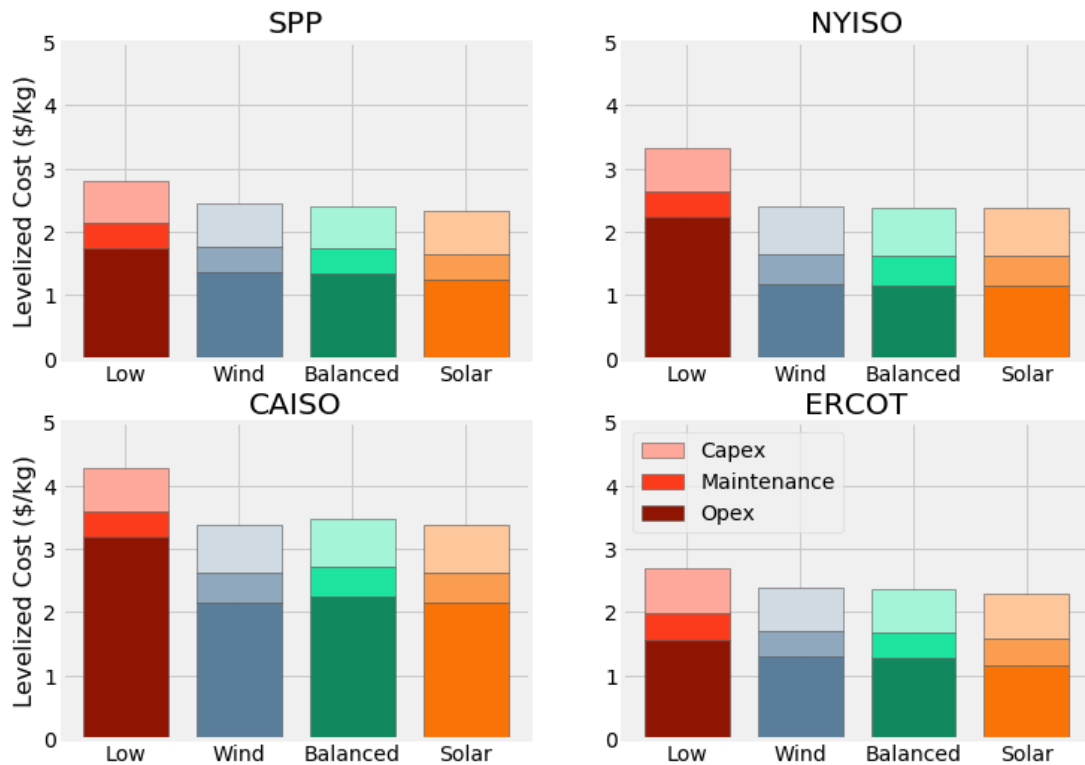 SPP
Levelized Cost ($/kg)
5
4
3
2
1
0
Low Wind Balanced Solar
NYISO
5
4
3
2
1
0
Low Wind Balanced Solar
CAISO
Levelized Cost ($/kg)
5
4
3
2
1
0
Low Wind Balanced Solar
ERCOT
5
4
3
2
1
0
Capex
Maintenance
Opex
Low Wind Balanced Solar